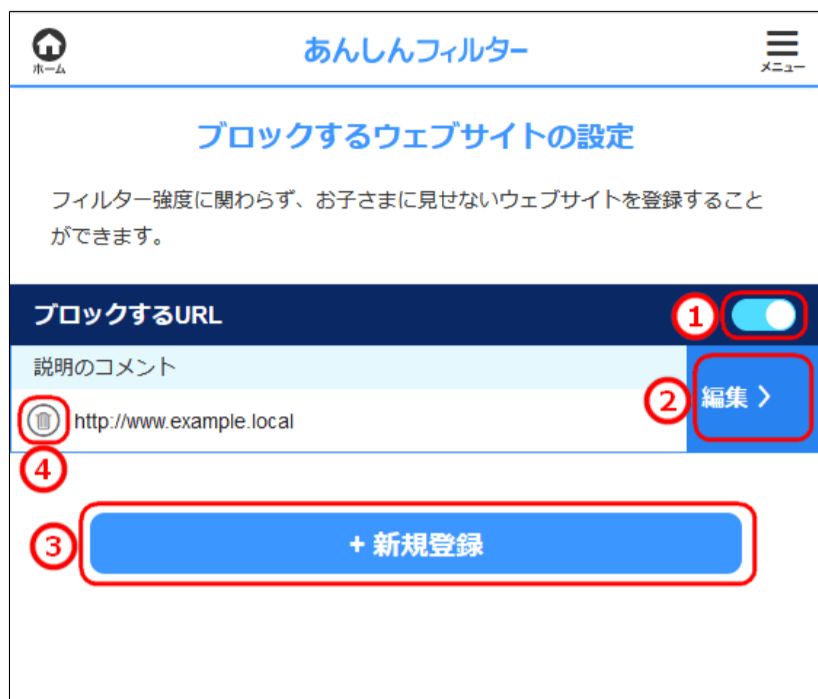 ホーム
あんしんフィルター
メニュー
ブロックするウェブサイトの設定
フィルター強度に関わらず、お子さまに見せないウェブサイトを登録すること
ができます。
ブロックするURL
1
説明のコメント
2
編集 >
http://www.example.local
4
3
+ 新規登録